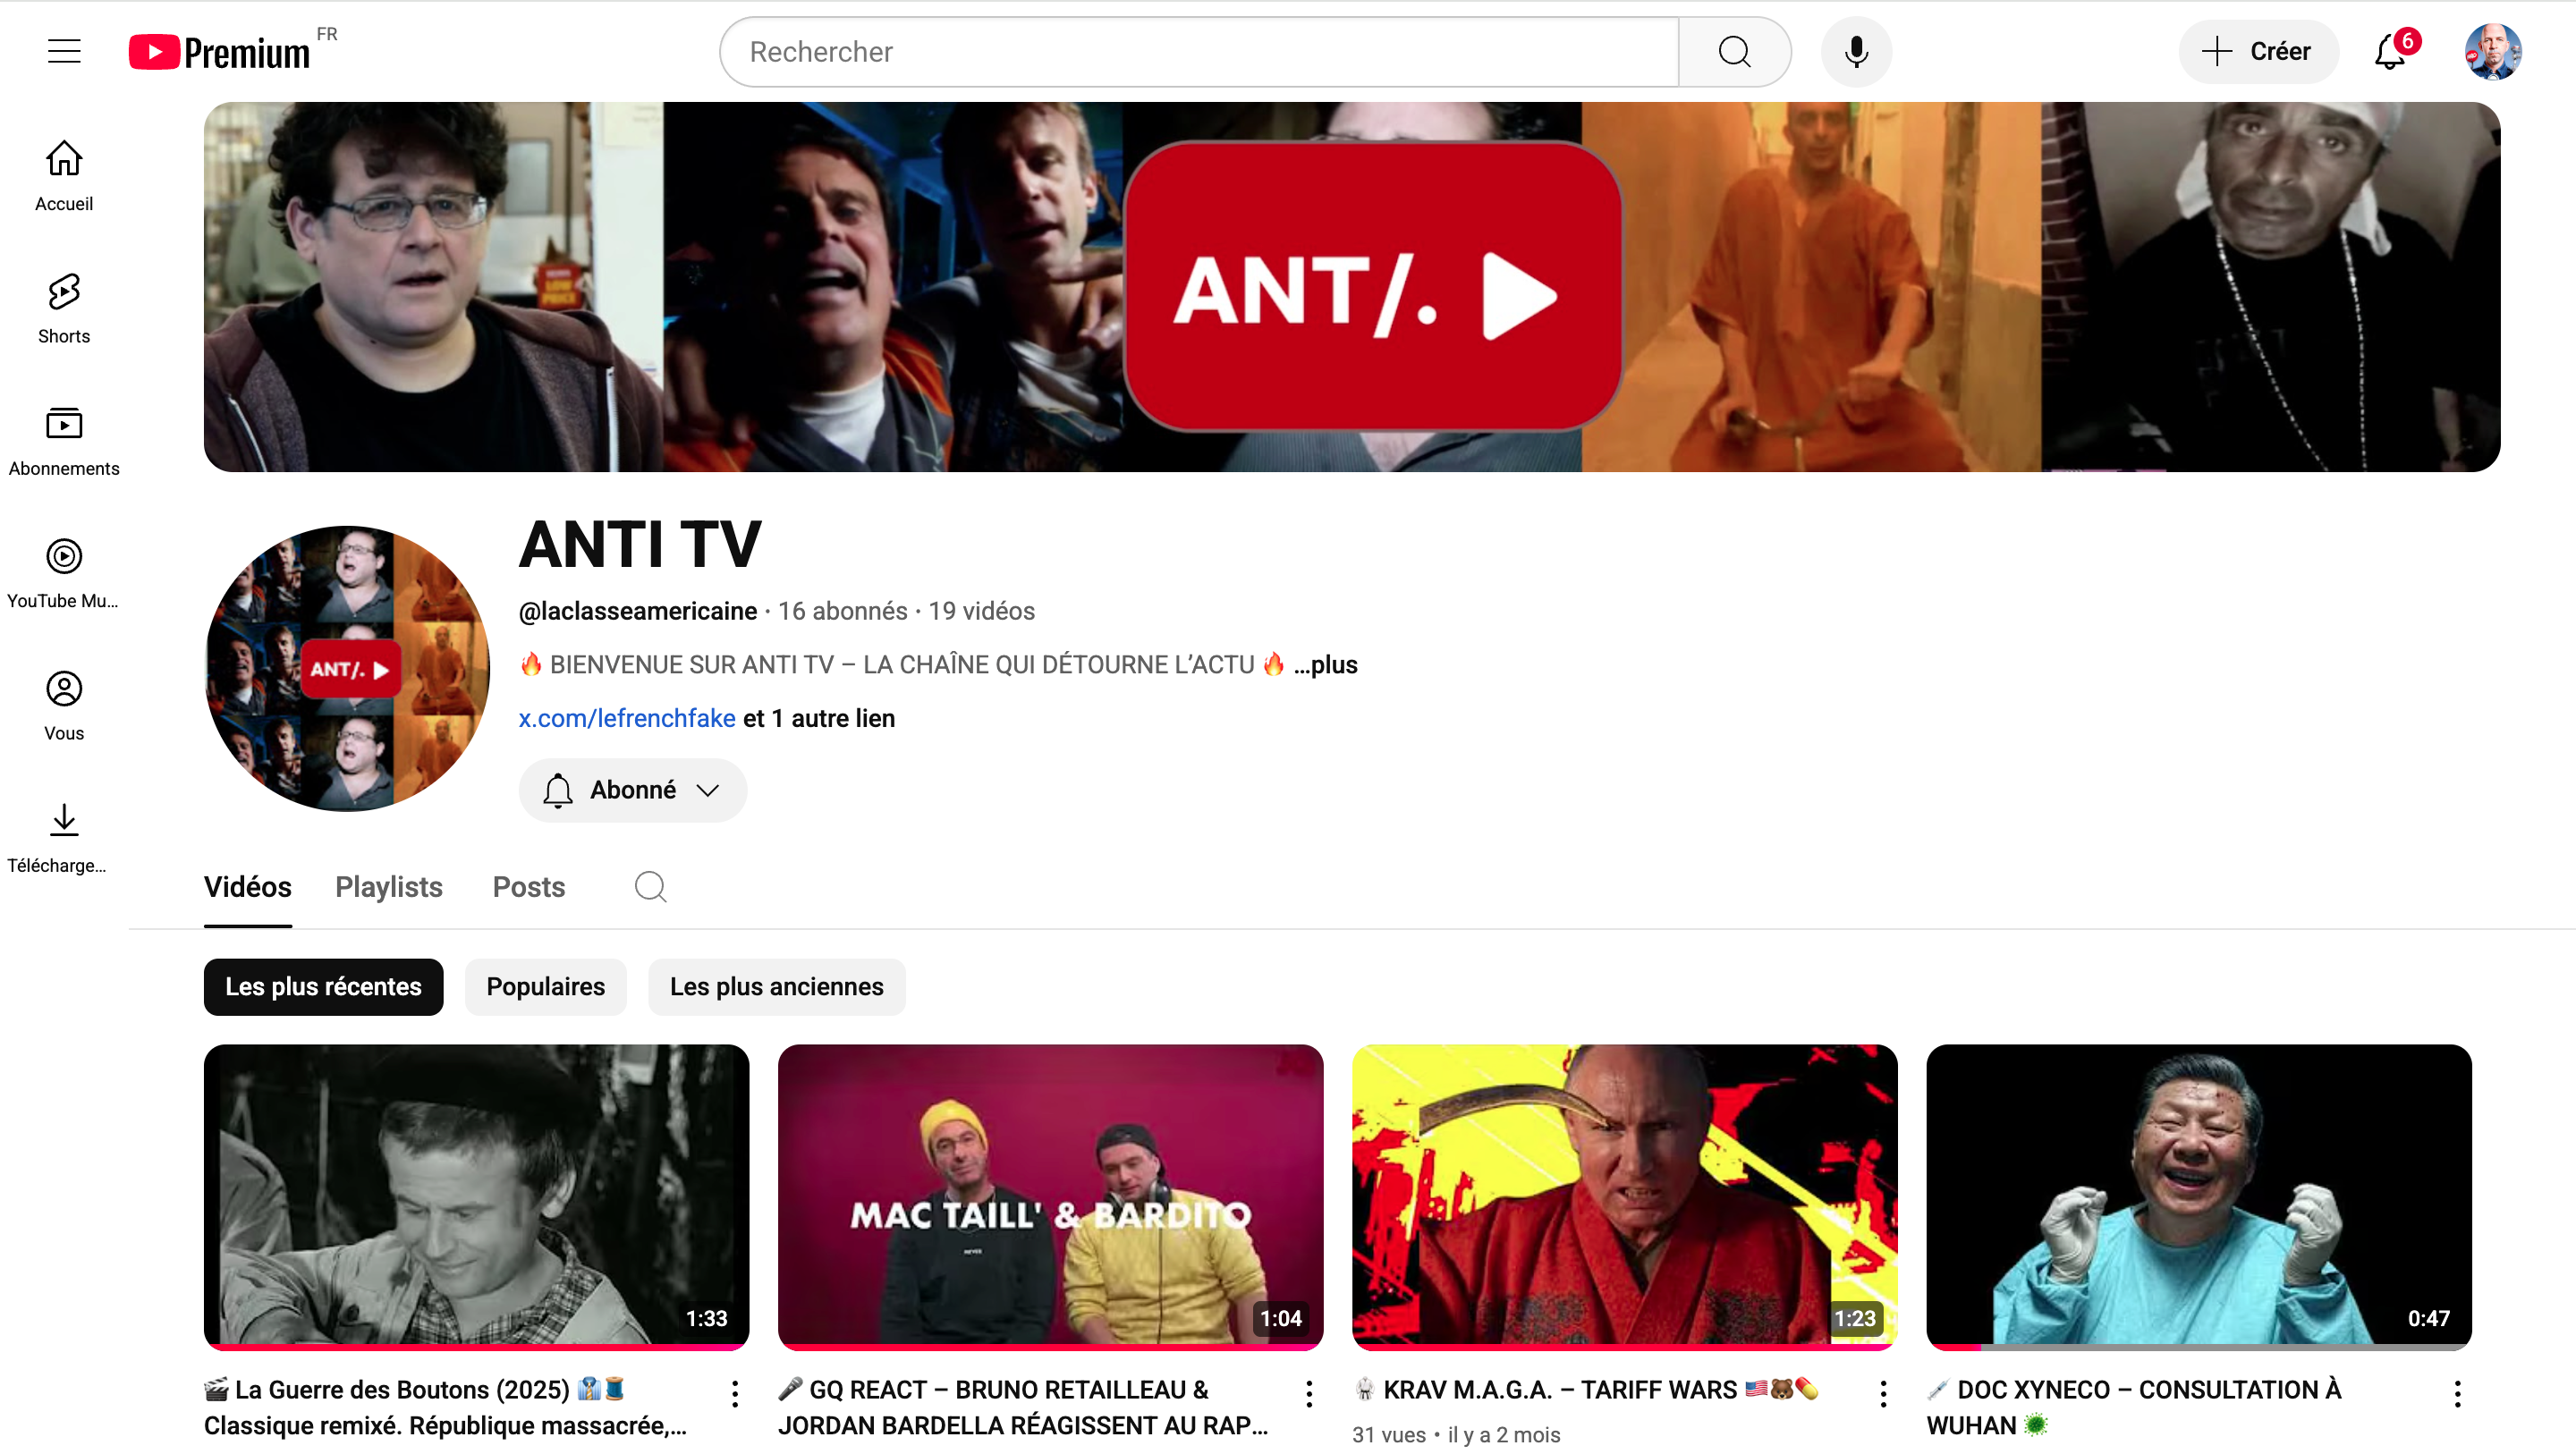 Premium FR
Rechercher
Créer
6
Accueil
Shorts
Abonnements
YouTube Mu...
Vous
Télécharge...
ANT/.
ANT/.
ANTI TV
@laclasseamericaine • 16 abonnés • 19 vidéos
🔥 BIENVENUE SUR ANTI TV – LA CHAÎNE QUI DÉTOURNE L’ACTU 🔥 ...plus
x.com/lefrenchfake et 1 autre lien
Abonné
Vidéos Playlists Posts
Les plus récentes Populaires Les plus anciennes
1:33
🎬 La Guerre des Boutons (2025) 👔🧵
Classique remixé. République massacrée,...
MAC TAILL' & BARDITO
1:04
🎤 GQ REACT – BRUNO RETAILLEAU &
JORDAN BARDELLA RÉAGISSENT AU RAP...
1:23
🥋 KRAV M.A.G.A. – TARIFF WARS 🇺🇸🐻💊
31 vues • il y a 2 mois
0:47
💉 DOC XYNECO – CONSULTATION À
WUHAN 🦠